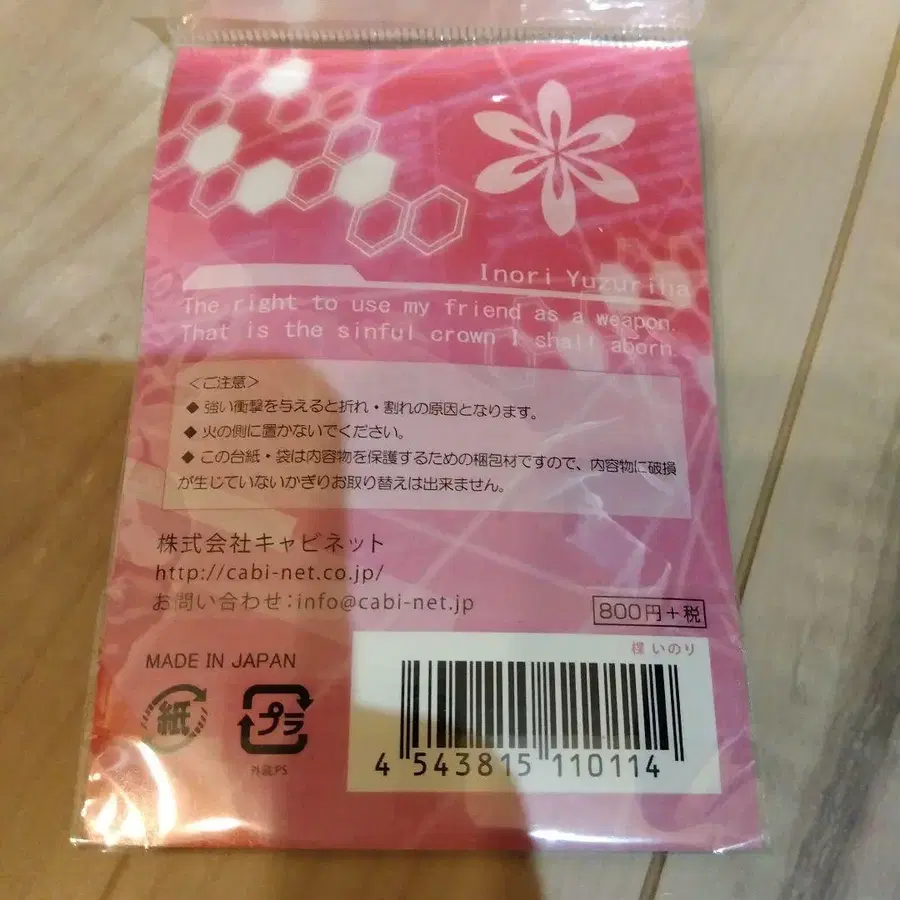 Inori Yuzuriha
The right to use my friend as a weapon.
That is the sinful crown I shall aborn.
＜ご注意＞
◆ 強い衝撃を与えると折れ・割れの原因となります。
◆ 火の側に置かないでください。
◆ この台紙・袋は内容物を保護するための梱包材ですので、内容物に破損
が生じていないかぎりお取り替えは出来ません。
株式会社キャビネット
http://cabi-net.co.jp/
お問い合わせ：info@cabi-net.jp
800円＋税
MADE IN JAPAN
楪 いのり
紙
プラ
外袋:PS
4 543815 110114